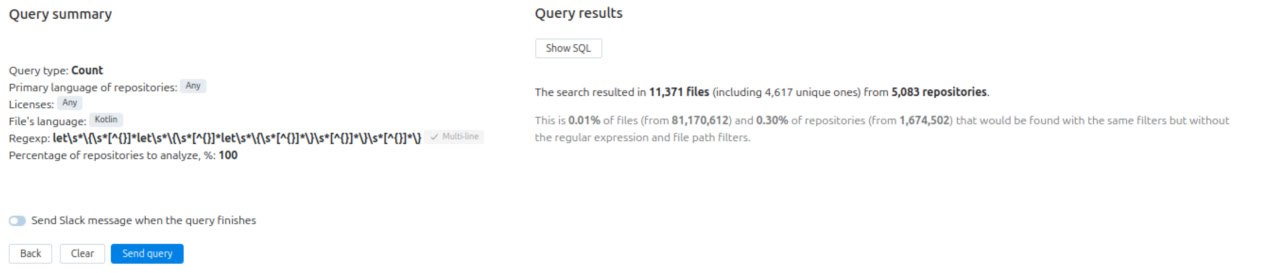 Query summary
Query type: Count
Primary language of repositories: Any
Licenses: Any
File's language: Kotlin
Regexp: let\s*\{\s*[^{}]*let\s*\{\s*[^{}]*let\s*\{\s*[^{}]*\}\s*[^{}]*\}\s*[^{}]*\} ✓ Multi-line
Percentage of repositories to analyze, %: 100
Send Slack message when the query finishes
Back Clear Send query
Query results
Show SQL
The search resulted in 11,371 files (including 4,617 unique ones) from 5,083 repositories.
This is 0.01% of files (from 81,170,612) and 0.30% of repositories (from 1,674,502) that would be found with the same filters but without
the regular expression and file path filters.